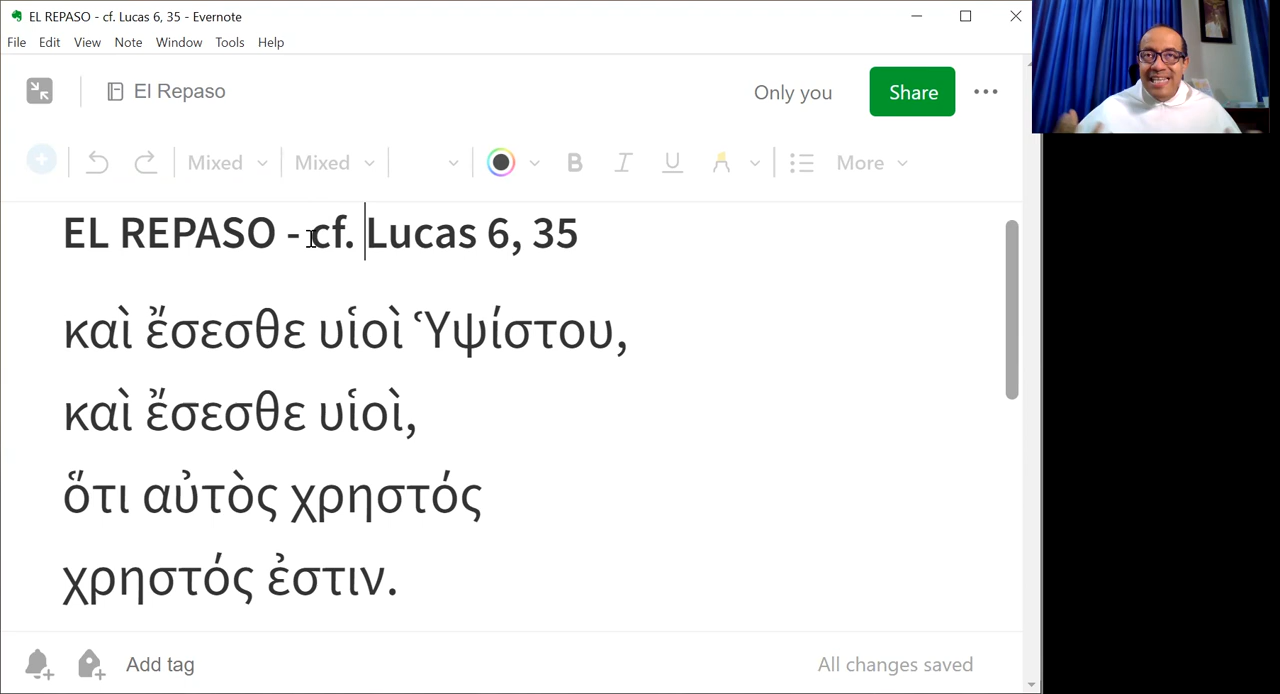 EL REPASO - cf. Lucas 6, 35 - Evernote
File Edit View Note Window Tools Help
El Repaso Only you Share
Mixed Mixed B I U More
EL REPASO - cf. Lucas 6, 35
καὶ ἔσεσθε υἱοὶ Ὑψίστου,
καὶ ἔσεσθε υἱοὶ,
ὅτι αὐτὸς χρηστός
χρηστός ἐστιν.
Add tag All changes saved